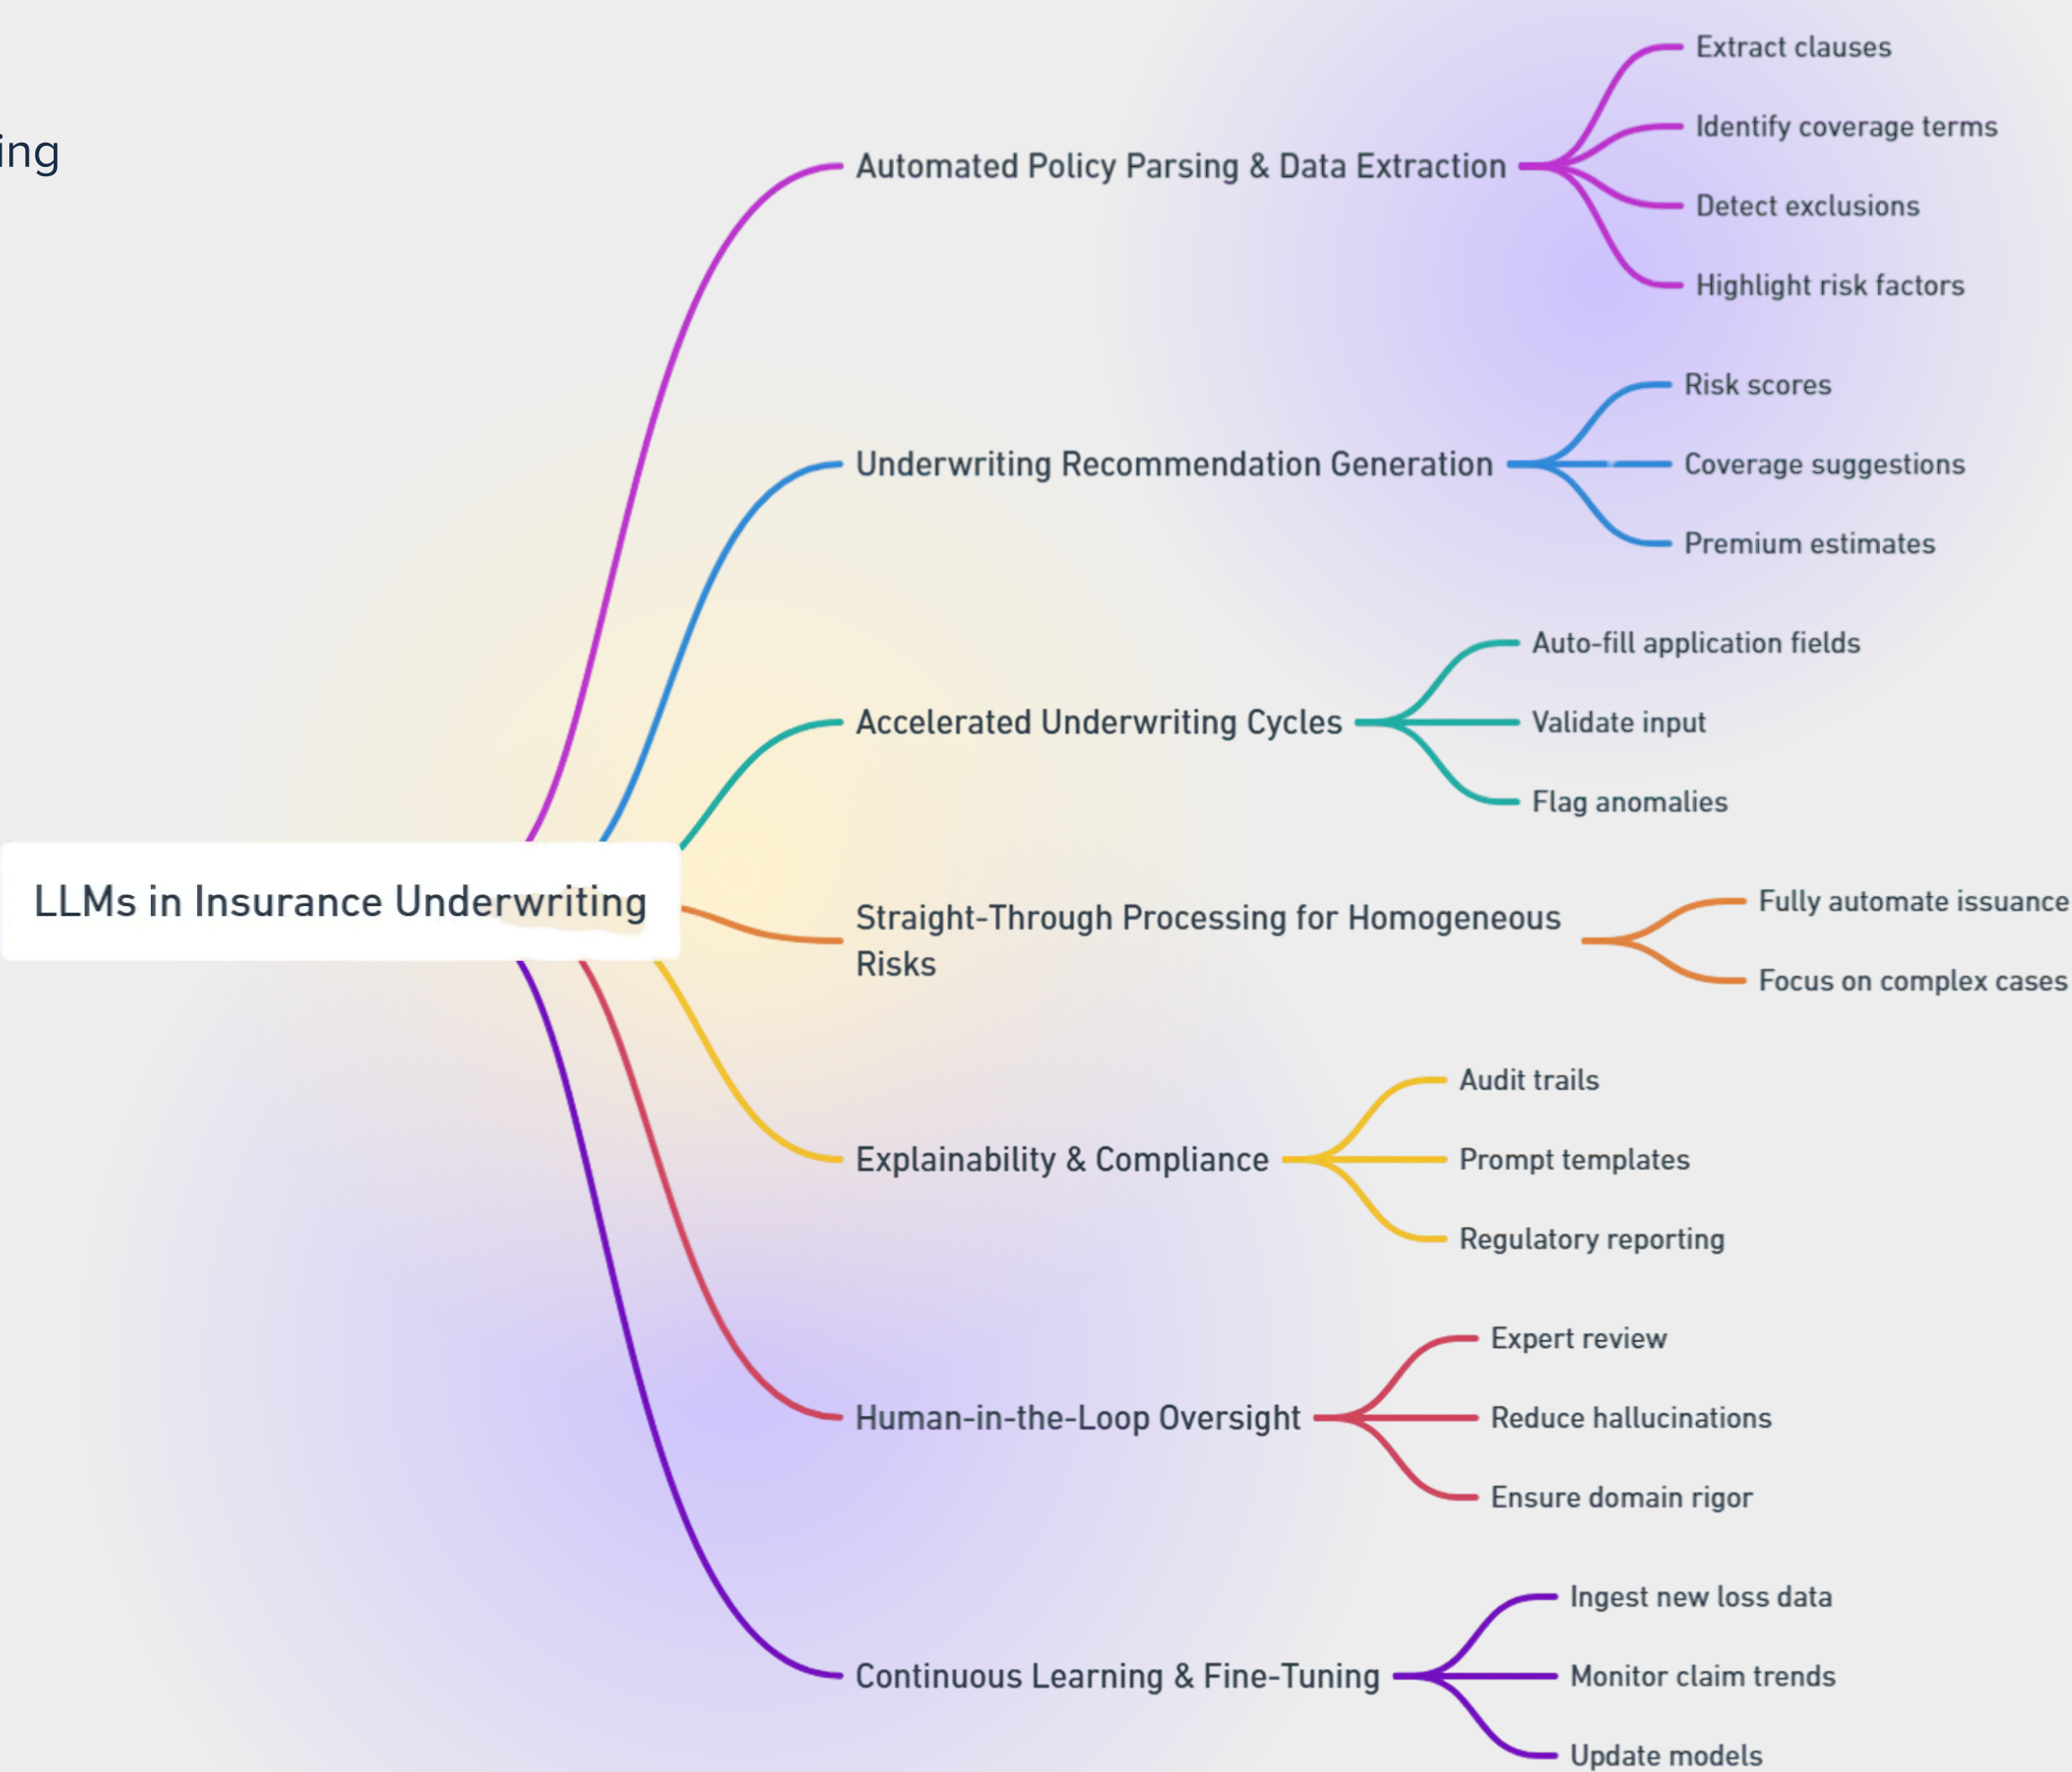 ing
LLMs in Insurance Underwriting
Automated Policy Parsing & Data Extraction
Extract clauses
Identify coverage terms
Detect exclusions
Highlight risk factors
Underwriting Recommendation Generation
Risk scores
Coverage suggestions
Premium estimates
Accelerated Underwriting Cycles
Auto-fill application fields
Validate input
Flag anomalies
Straight-Through Processing for Homogeneous
Risks
Fully automate issuance
Focus on complex cases
Explainability & Compliance
Audit trails
Prompt templates
Regulatory reporting
Human-in-the-Loop Oversight
Expert review
Reduce hallucinations
Ensure domain rigor
Continuous Learning & Fine-Tuning
Ingest new loss data
Monitor claim trends
Update models